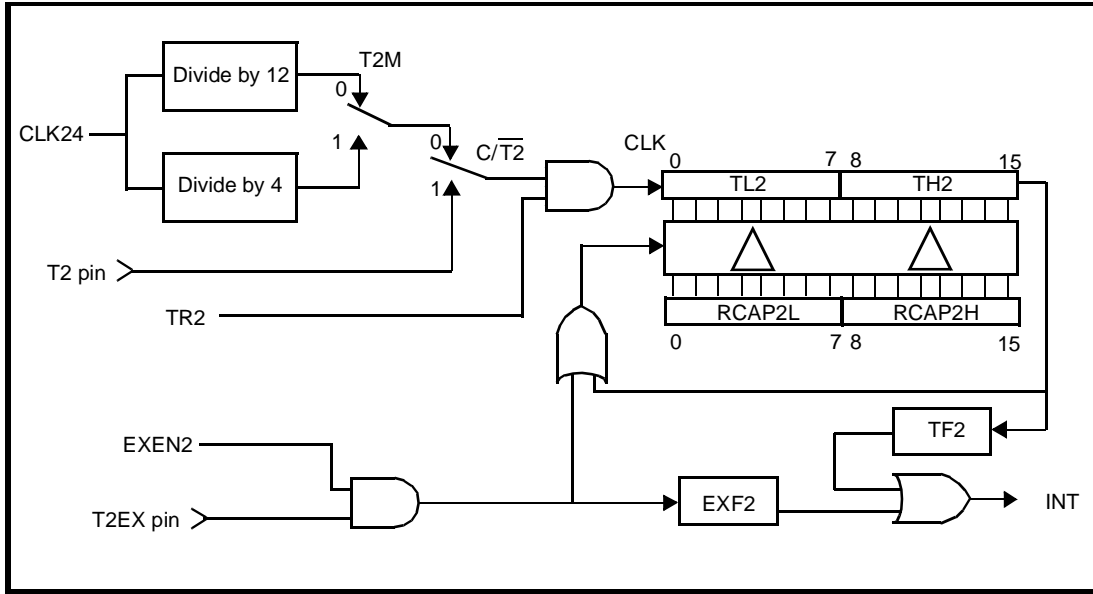 T2M
Divide by 12
0
CLK24
1
0
C/T2
CLK
0 7 8 15
Divide by 4
1
TL2 TH2
T2 pin
TR2
RCAP2L RCAP2H
0 7 8 15
EXEN2
TF2
T2EX pin
EXF2
INT